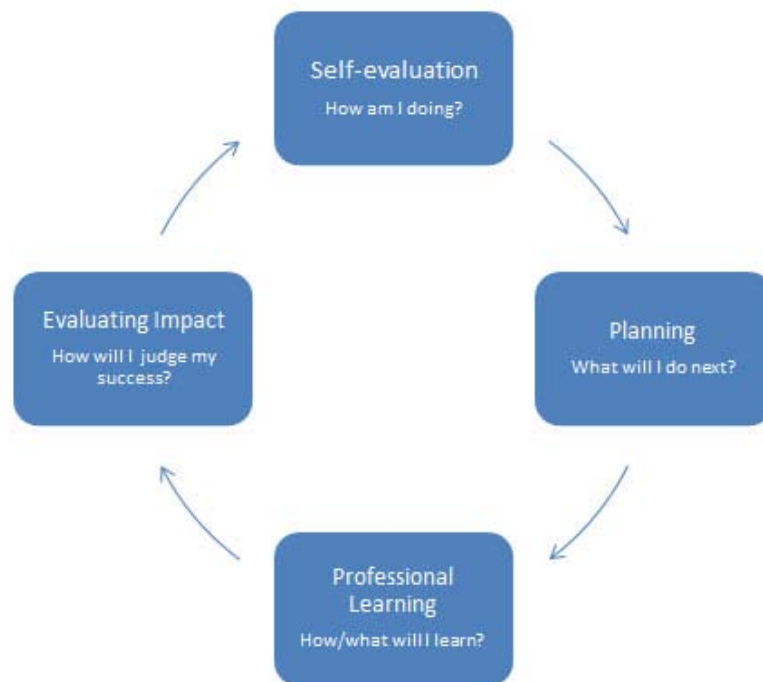 Self-evaluation
How am I doing?
Planning
What will I do next?
Professional
Learning
How/what will I learn?
Evaluating Impact
How will I judge my
success?